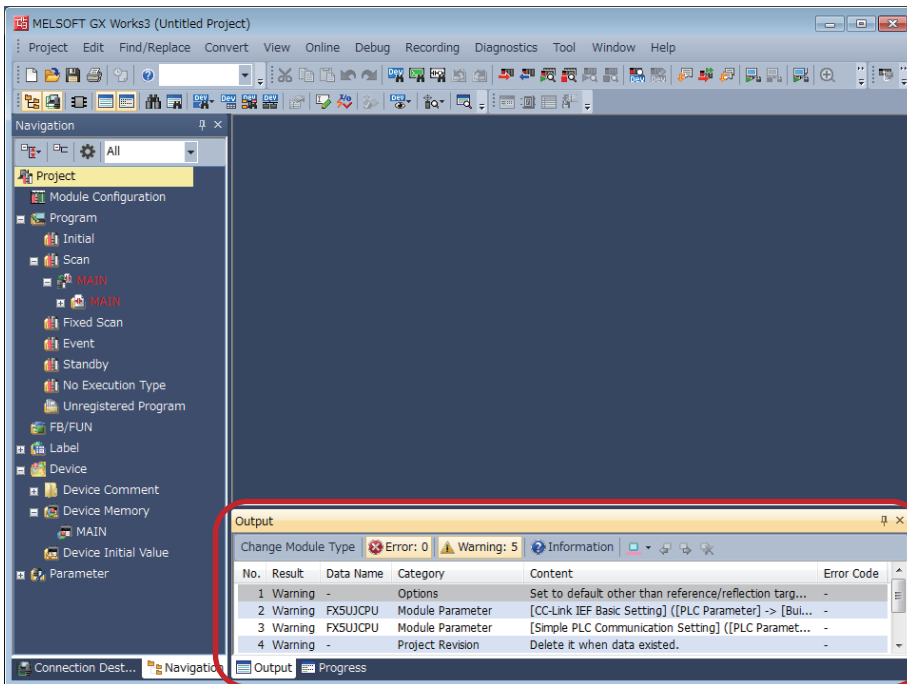 MELSOFT GX Works3 (Untitled Project)
Project Edit Find/Replace Convert View Online Debug Recording Diagnostics Tool Window Help
Navigation
All
Project
Module Configuration
Program
Initial
Scan
MAIN
MAIN
Fixed Scan
Event
Standby
No Execution Type
Unregistered Program
FB/FUN
Label
Device
Device Comment
Device Memory
MAIN
Device Initial Value
Parameter
Connection Dest... Navigation
Output
Change Module Type Error: 0 Warning: 5 Information
No. Result Data Name Category Content Error Code
1 Warning - Options Set to default other than reference/reflection targ... -
2 Warning FX5UJCPU Module Parameter [CC-Link IEF Basic Setting] ([PLC Parameter] -> [Bui... -
3 Warning FX5UJCPU Module Parameter [Simple PLC Communication Setting] ([PLC Paramet... -
4 Warning - Project Revision Delete it when data existed. -
Output Progress